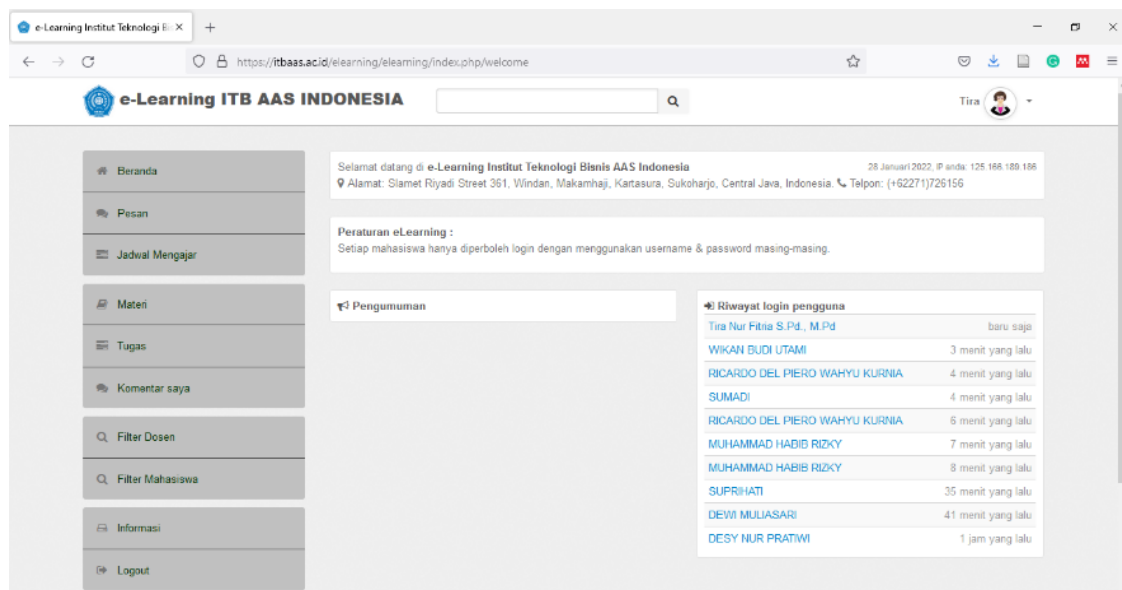 e-Learning Institut Teknologi Bi
https://itbaas.ac.id/elearning/elearning/index.php/welcome
e-Learning ITB AAS INDONESIA
Tira
Beranda
Pesan
Jadwal Mengajar
Materi
Tugas
Komentar saya
Filter Dosen
Filter Mahasiswa
Informasi
Logout
Selamat datang di e-Learning Institut Teknologi Bisnis AAS Indonesia
28 Januari 2022, IP anda: 125.166.189.186
Alamat: Slamet Riyadi Street 361, Windan, Makamhaji, Kartasura, Sukoharjo, Central Java, Indonesia. Telpon: (+62271)726156
Peraturan eLearning :
Setiap mahasiswa hanya diperboleh login dengan menggunakan username & password masing-masing.
Pengumuman
Riwayat login pengguna
Tira Nur Fitria S.Pd., M.Pd baru saja
WIKAN BUDI UTAMI 3 menit yang lalu
RICARDO DEL PIERO WAHYU KURNIA 4 menit yang lalu
SUMADI 4 menit yang lalu
RICARDO DEL PIERO WAHYU KURNIA 6 menit yang lalu
MUHAMMAD HABIB RIZKY 7 menit yang lalu
MUHAMMAD HABIB RIZKY 8 menit yang lalu
SUPRIHATI 35 menit yang lalu
DEWI MULIASARI 41 menit yang lalu
DESY NUR PRATIWI 1 jam yang lalu